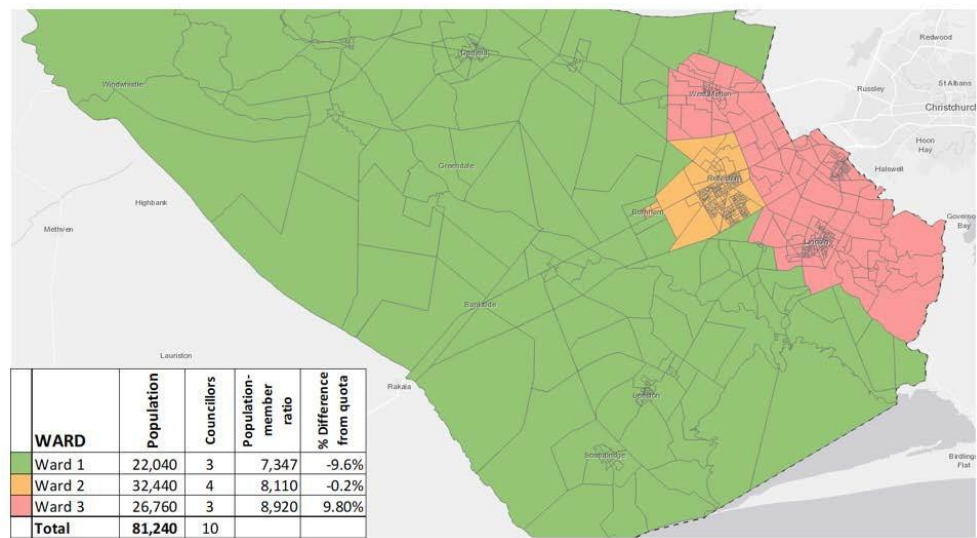 Redwood
Darfield
Windwhistle
St Albans
Russley
West Melton
Christchurch
Hoon
Hay
Greendale
Halswell
Rolleston
Highbank
Burnham
Governors
Bay
Methven
Lincoln
Bankside
Lauriston
Rakaia
Leeston
Southbridge
Birdlings
Flat
WARD Population Councillors Population-member ratio % Difference from quota
Ward 1 22,040 3 7,347 -9.6%
Ward 2 32,440 4 8,110 -0.2%
Ward 3 26,760 3 8,920 9.80%
Total 81,240 10